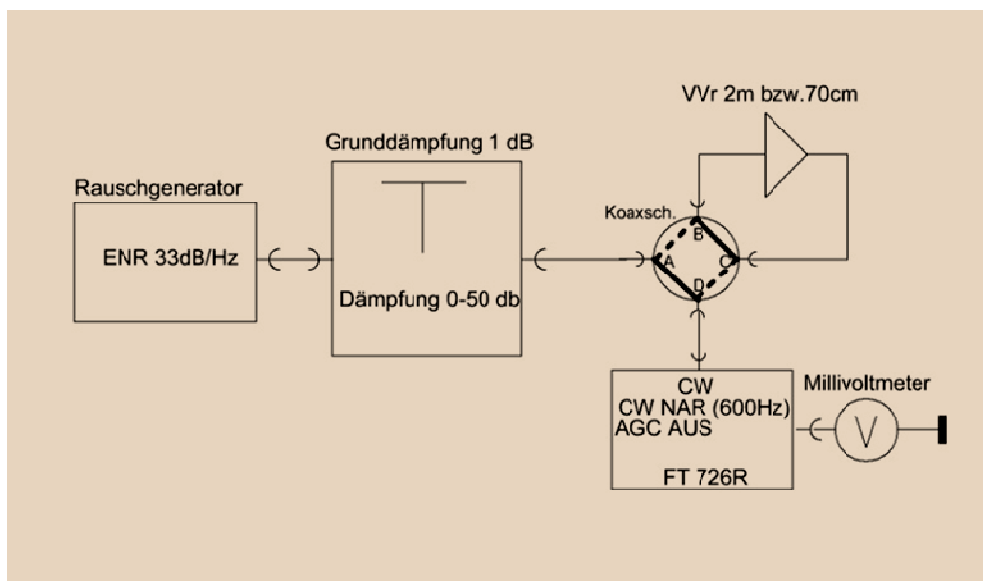 VVr 2m bzw.70cm
Grunddämpfung 1 dB
Rauschgenerator
Koaxsch.
B
ENR 33dB/Hz
A
C
D
Dämpfung 0-50 db
CW
Millivoltmeter
CW NAR (600Hz)
AGC AUS
V
FT 726R